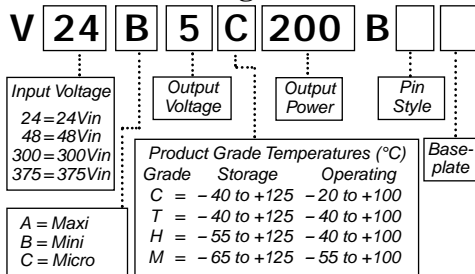 V 24 B 5 C 200 B
Input Voltage
24 = 24Vin
48 = 48Vin
300 = 300Vin
375 = 375Vin
Output
Voltage
Output
Power
Pin
Style
Base-
plate
Product Grade Temperatures (°C)
Grade Storage Operating
C = – 40 to +125 – 20 to +100
T = – 40 to +125 – 40 to +100
H = – 55 to +125 – 40 to +100
M = – 65 to +125 – 55 to +100
A = Maxi
B = Mini
C = Micro